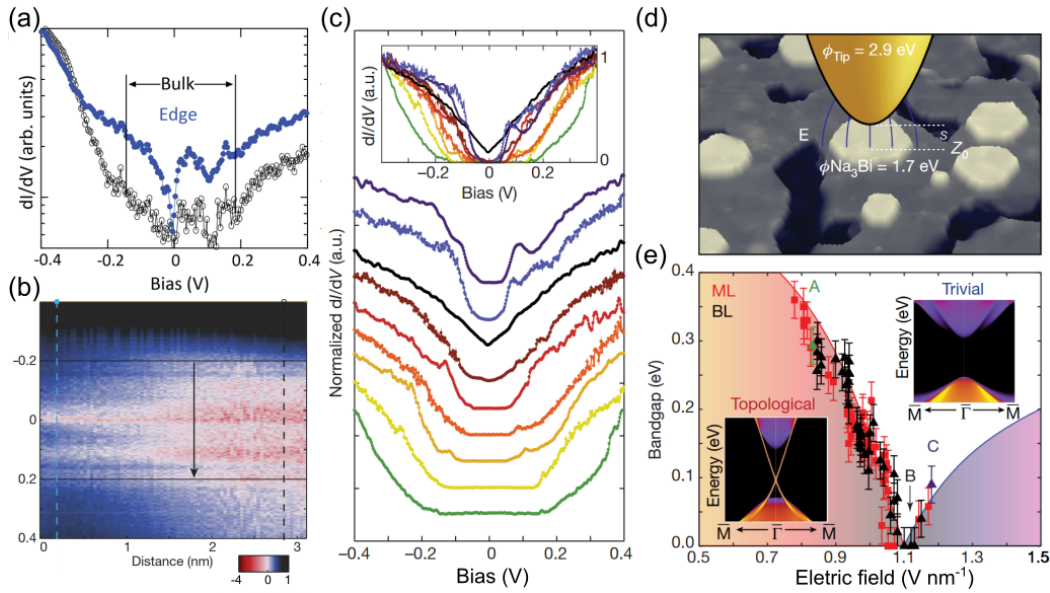 (a)
dI/dV (arb. units)
Bulk
Edge
-0.4 -0.2 0 0.2 0.4
Bias (V)
(b)
-0.2
0
0.2
0.4
0 1 2 3
Distance (nm)
-4 0 1
(c)
dI/dV (a.u.)
1
0
-0.2 0 0.2
Bias (V)
Normalized dI/dV (a.u.)
-0.4 -0.2 0 0.2 0.4
Bias (V)
(d)
ϕTip = 2.9 eV
E
s
Z0
ϕNa3Bi = 1.7 eV
(e)
Bandgap (eV)
0.4
0.3
0.2
0.1
0.0
ML
BL
A
Trivial
Energy (eV)
M Γ M
Topological
Energy (eV)
M Γ M
B
C
0.5 0.7 0.9 1.1 1.3 1.5
Eletric field (V nm-1)